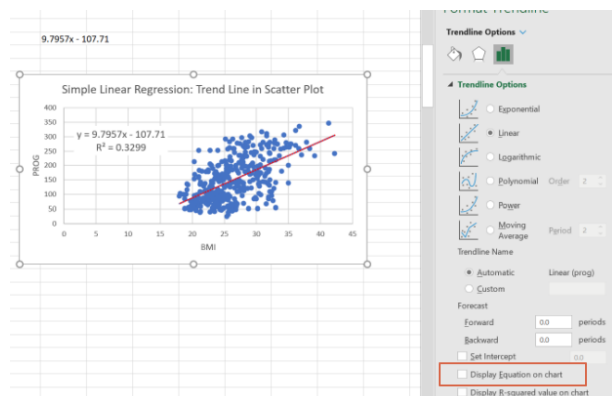 9.7957x - 107.71
Simple Linear Regression: Trend Line in Scatter Plot
400
350
300
250
200
150
100
50
0
PROG
y = 9.7957x - 107.71
R² = 0.3299
0 5 10 15 20 25 30 35 40 45
BMI
Format Trendline
Trendline Options
Trendline Options
Exponential
Linear
Logarithmic
Polynomial Order 2
Power
Moving
Average Period 2
Trendline Name
Automatic Linear (prog)
Custom
Forecast
Forward 0.0 periods
Backward 0.0 periods
Set Intercept 0.0
Display Equation on chart
Display R-squared value on chart